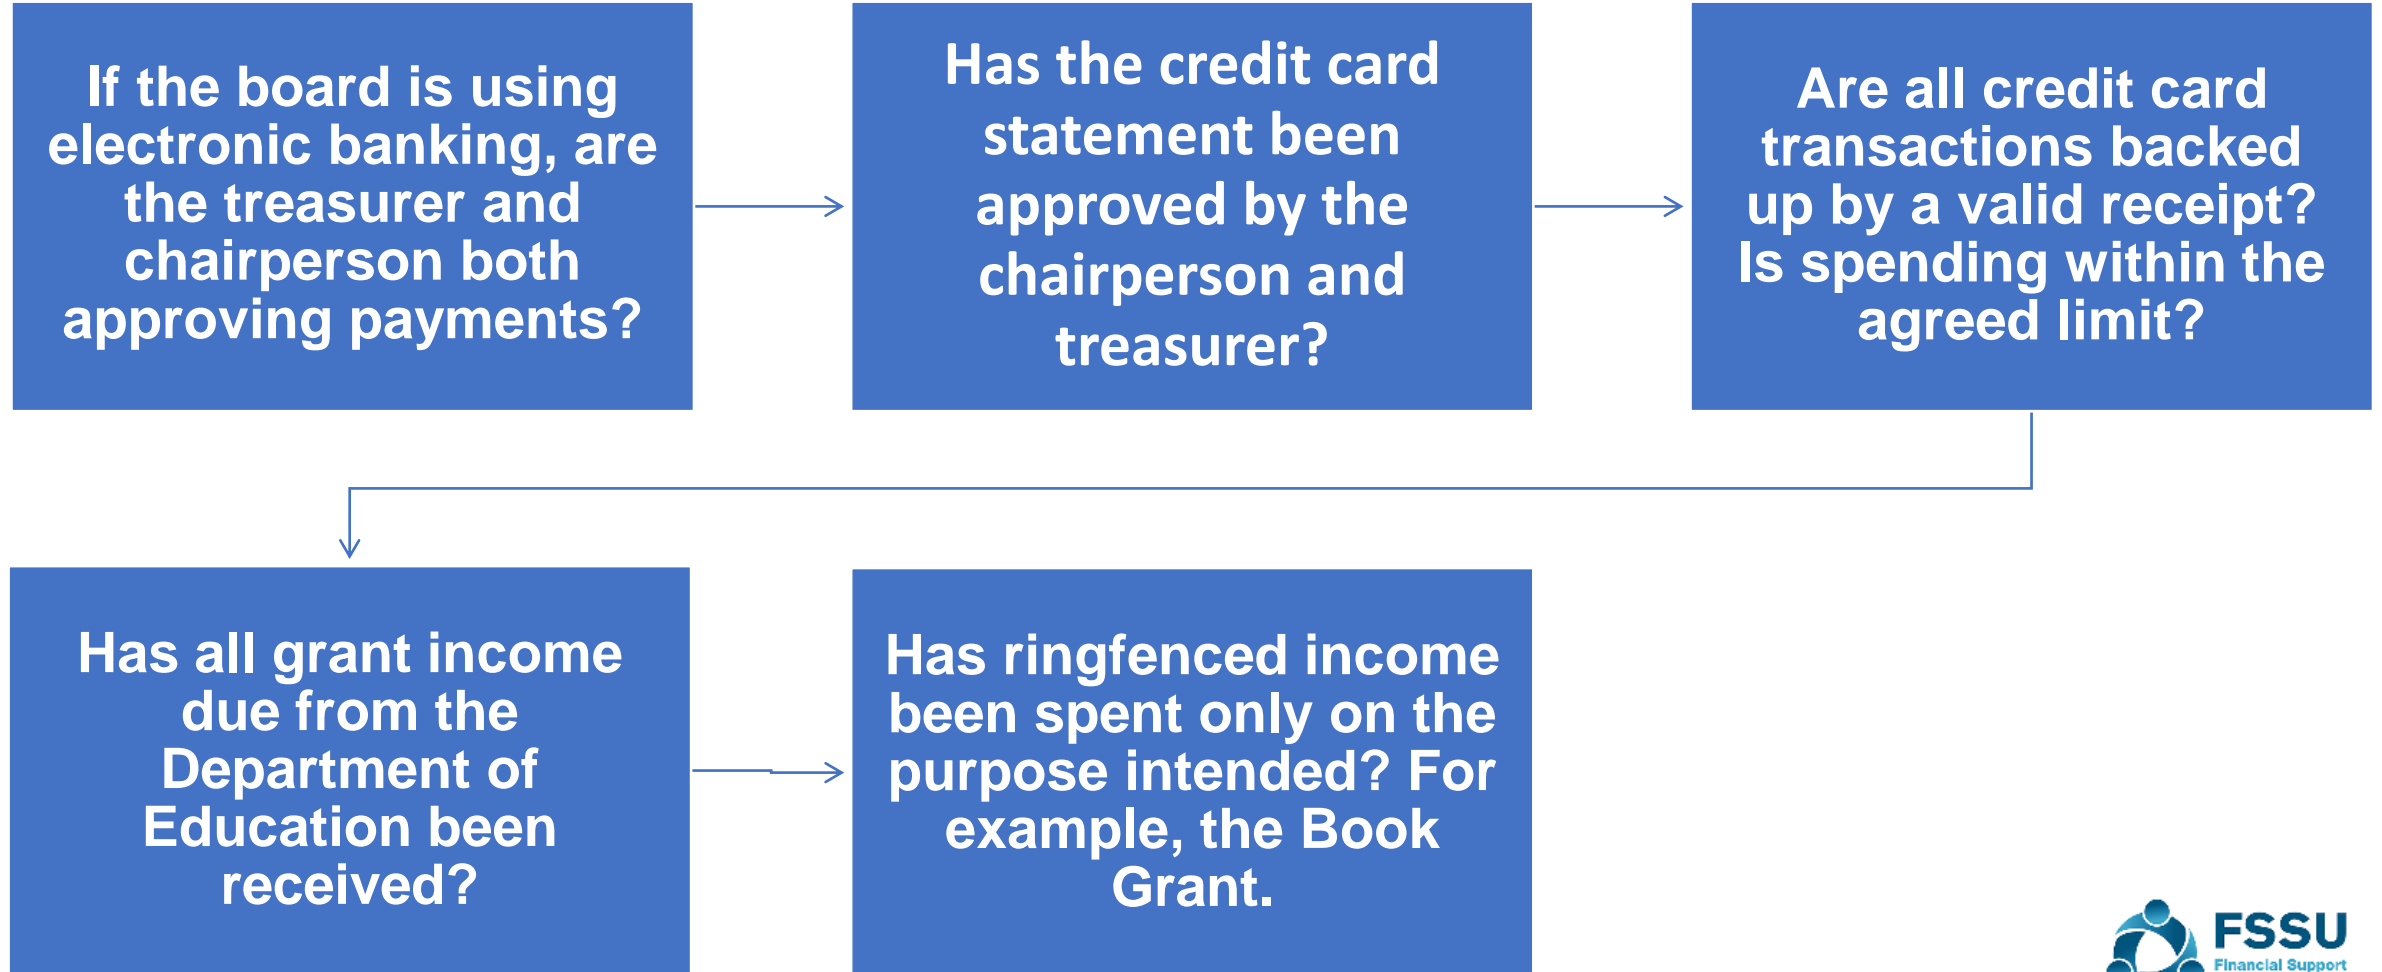 If the board is using
electronic banking, are
the treasurer and
chairperson both
approving payments?
Has the credit card
statement been
approved by the
chairperson and
treasurer?
Are all credit card
transactions backed
up by a valid receipt?
Is spending within the
agreed limit?
Has all grant income
due from the
Department of
Education been
received?
Has ringfenced income
been spent only on the
purpose intended? For
example, the Book
Grant.
FSSU
Financial Support